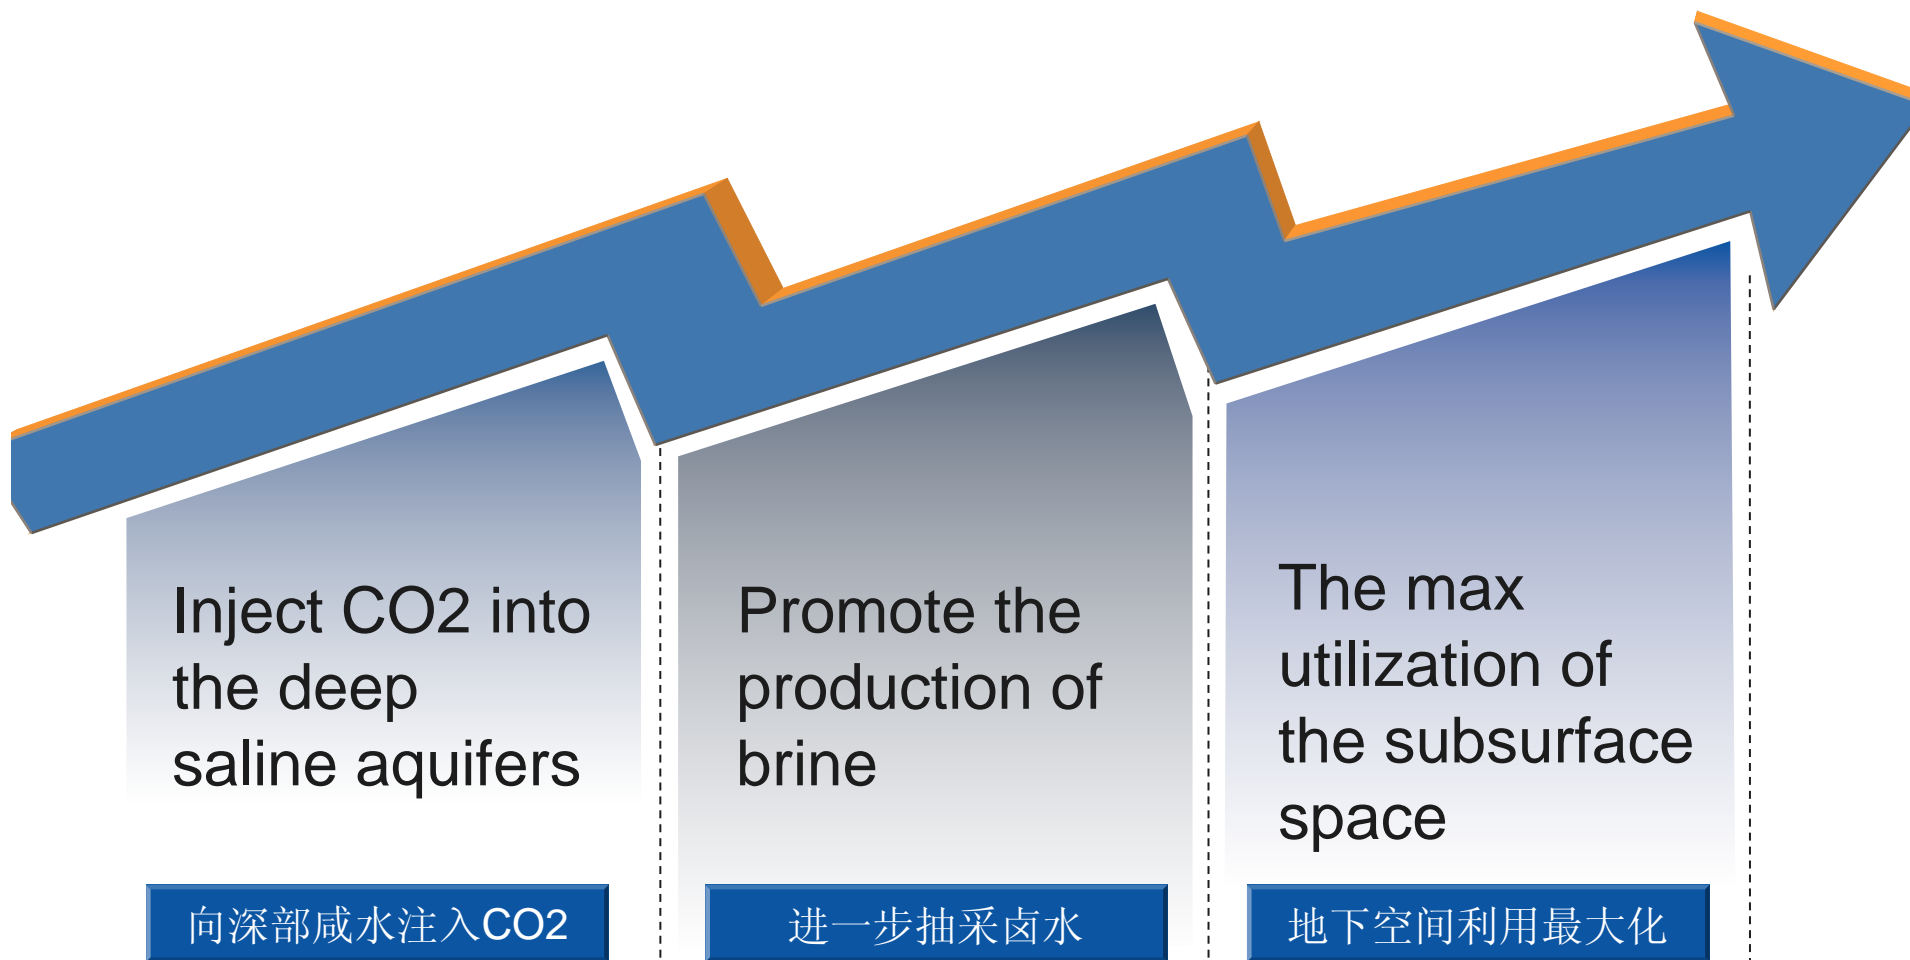 Inject CO2 into
the deep
saline aquifers
Promote the
production of
brine
The max
utilization of
the subsurface
space
向深部咸水注入CO2
进一步抽采卤水
地下空间利用最大化